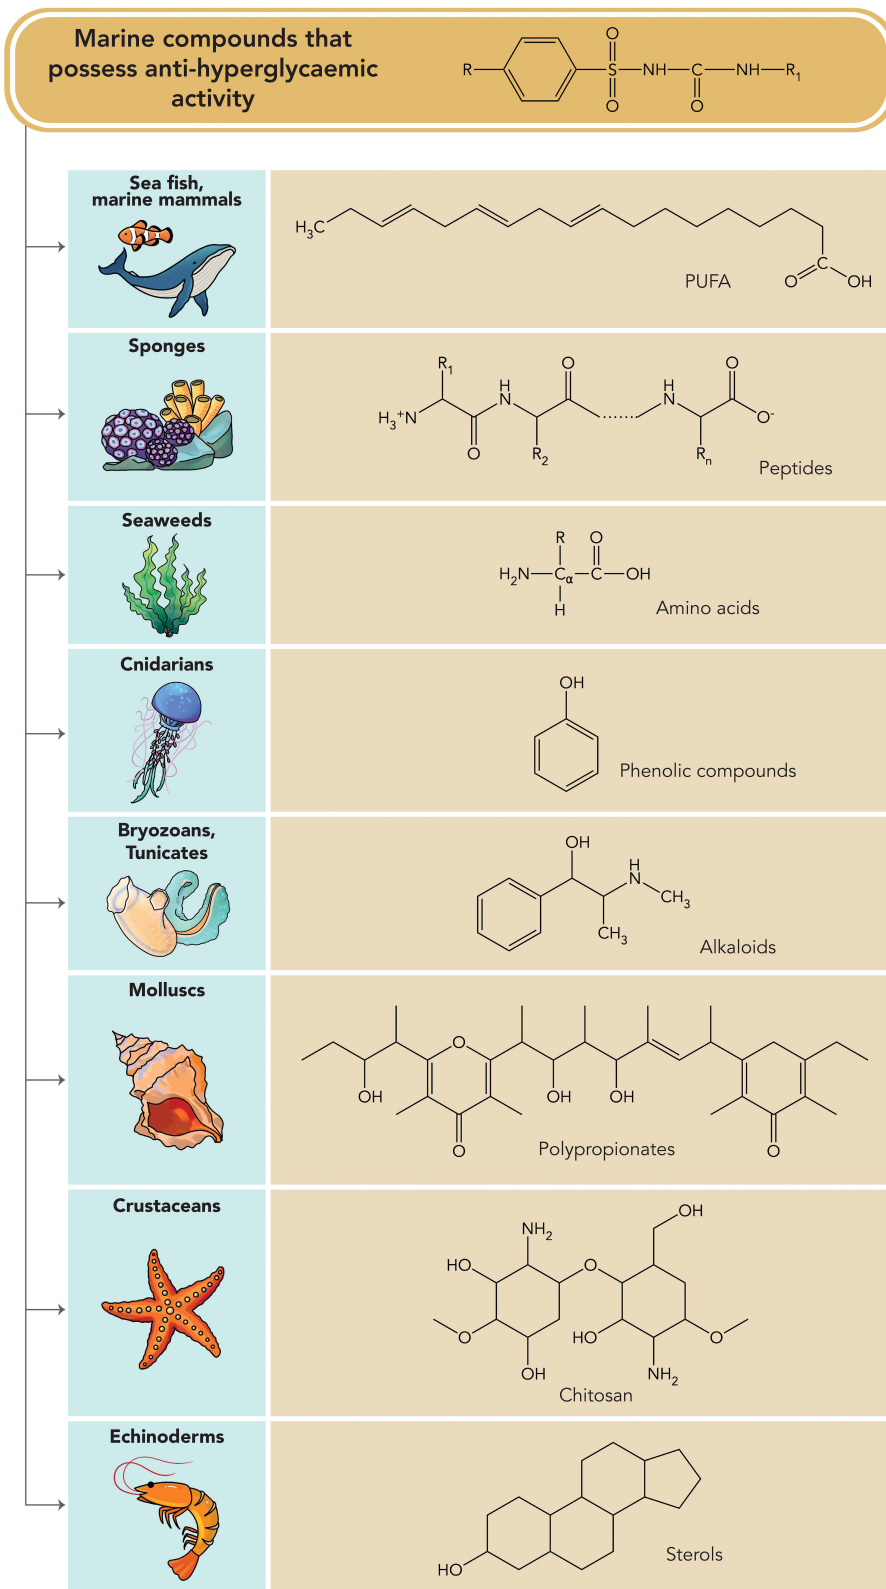 Marine compounds that
possess anti-hyperglycaemic
activity
O
R S NH C NH R₁
O O
Sea fish,
marine mammals
H₃C
C
O OH
PUFA
Sponges
R₁ O O
H H
N N
H₃⁺N O⁻
O R₂ Rₙ
Peptides
Seaweeds
R O
H₂N Cα C OH
H
Amino acids
Cnidarians
OH
Phenolic compounds
Bryozoans,
Tunicates
OH
H
N
CH₃
CH₃
Alkaloids
Molluscs
O
OH OH OH
O O
Polypropionates
Crustaceans
OH
NH₂
HO O
O HO O
OH NH₂
Chitosan
Echinoderms
HO
Sterols